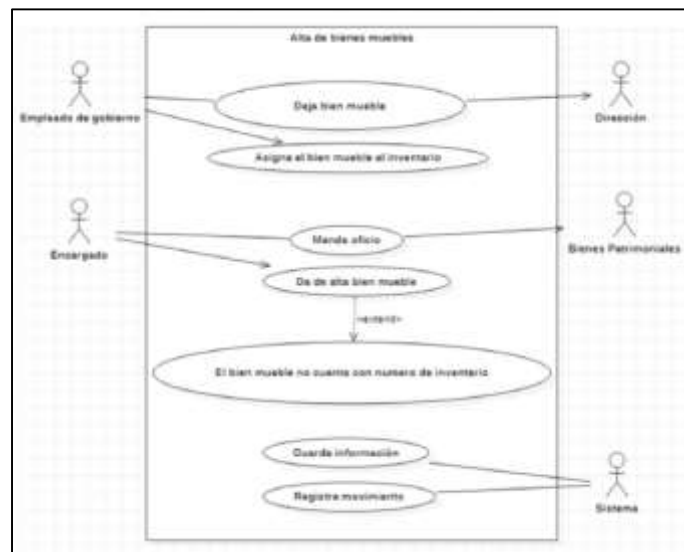 Alta de bienes muebles
Empleado de gobierno
Deja bien mueble
Dirección
Asigna el bien mueble al inventario
Encargado
Manda oficio
Bienes Patrimoniales
Da de alta bien mueble
«extend»
El bien mueble no cuenta con numero de inventario
Guarda información
Registra movimiento
Sistema